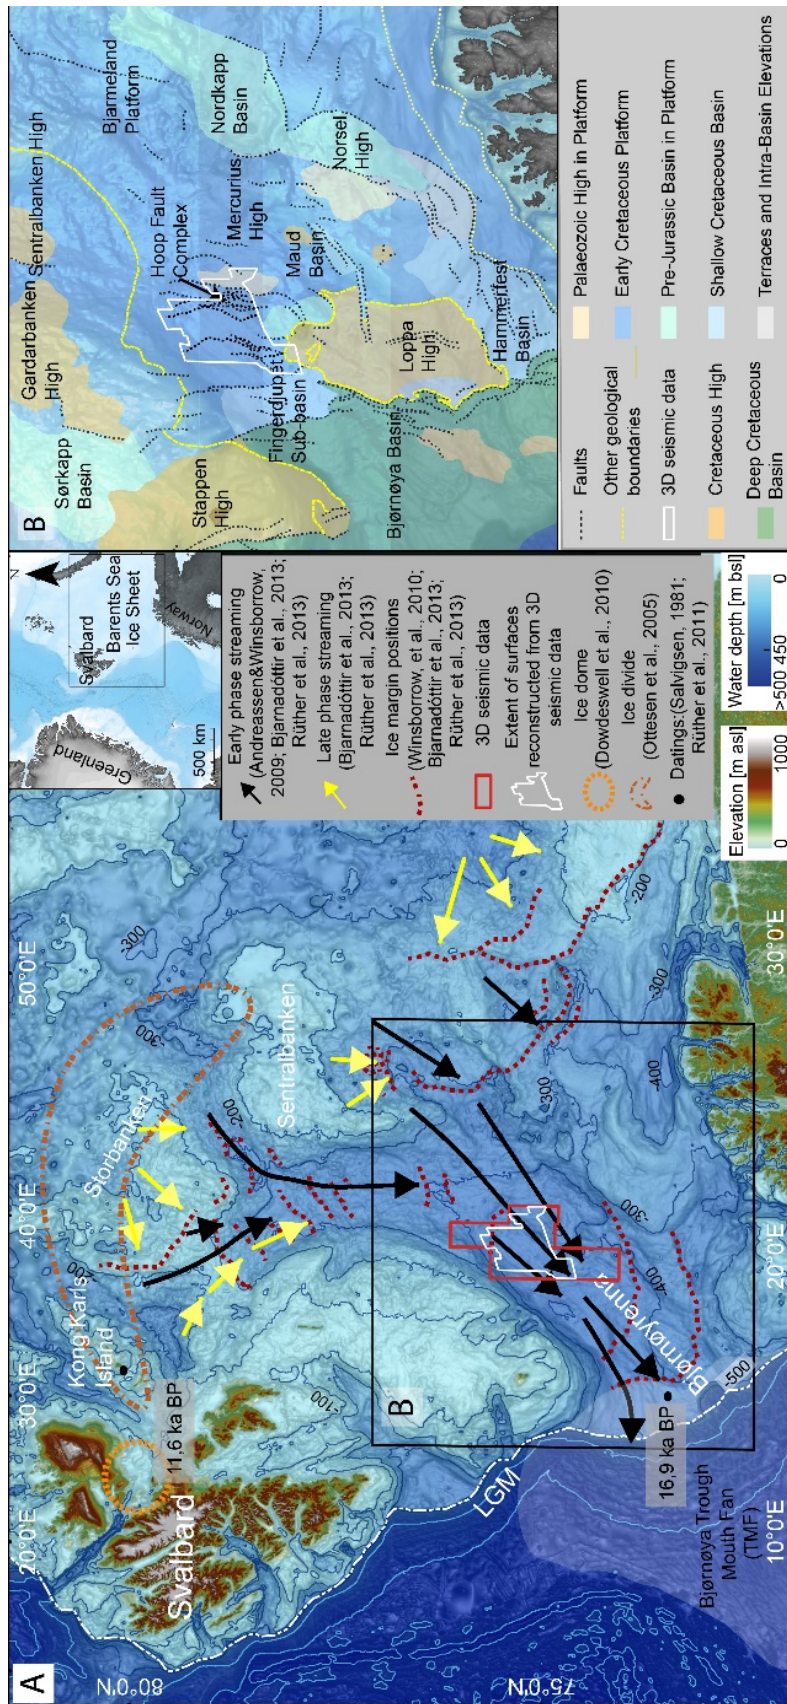 A
20°0'E
30°0'E
40°0'E
50°0'E
80°0'N
75°0'N
10°0'E
20°0'E
30°0'E
Kong Karls
Island
Storbanken
Svalbard
11,6 ka BP
Sentralbanken
-200
-300
-200
-100
-300
-300
-400
-300
-200
-300
-400
-500
LGM
B
Bjørnøyrenna
16,9 ka BP
Bjørnøya Trough
Mouth Fan
(TMF)
Greenland
Svalbard
Barents Sea
Ice Sheet
Norway
500 km
N
Early phase streaming
(Andreassen&Winsborrow,
2009; Bjarnadóttir et al., 2013;
Rüther et al., 2013)
Late phase streaming
(Bjarnadóttir et al., 2013;
Rüther et al., 2013)
Ice margin positions
(Winsborrow, et al., 2010;
Bjarnadóttir et al., 2013;
Rüther et al., 2013)
3D seismic data
Extent of surfaces
reconstructed from 3D
seismic data
Ice dome
(Dowdeswell et al., 2010)
Ice divide
(Ottesen et al., 2005)
Datings:(Salvigsen, 1981;
Rüther et al., 2011)
Elevation [m asl]
0 1000
Water depth [m bsl]
>500 450 0
B
Sørkapp
Basin
Gardarbanken
High
Sentralbanken High
Bjarmeland
Platform
Stappen
High
Hoop Fault
Complex
Mercurius
High
Nordkapp
Basin
Fingerdjupet
Sub-basin
Maud
Basin
Norsel
High
Bjørnøya Basin
Loppa
High
Hammerfest
Basin
Faults
Other geological
boundaries
3D seismic data
Cretaceous High
Deep Cretaceous
Basin
Palaeozoic High in Platform
Early Cretaceous Platform
Pre-Jurassic Basin in Platform
Shallow Cretaceous Basin
Terraces and Intra-Basin Elevations